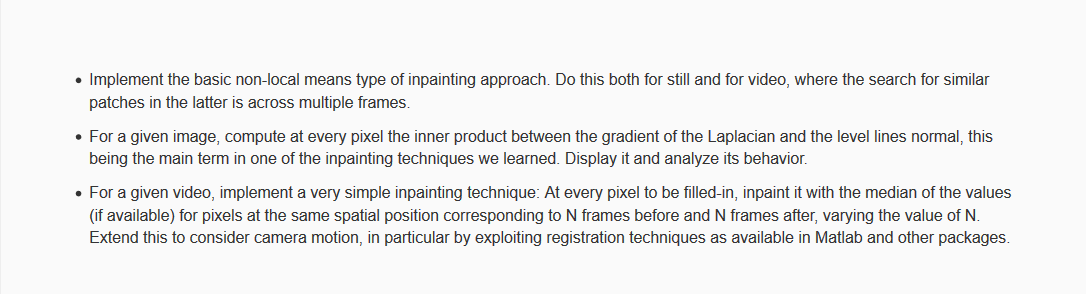 • Implement the basic non-local means type of inpainting approach. Do this both for still and for video, where the search for similar
patches in the latter is across multiple frames.
• For a given image, compute at every pixel the inner product between the gradient of the Laplacian and the level lines normal, this
being the main term in one of the inpainting techniques we learned. Display it and analyze its behavior.
• For a given video, implement a very simple inpainting technique: At every pixel to be filled-in, inpaint it with the median of the values
(if available) for pixels at the same spatial position corresponding to N frames before and N frames after, varying the value of N.
Extend this to consider camera motion, in particular by exploiting registration techniques as available in Matlab and other packages.